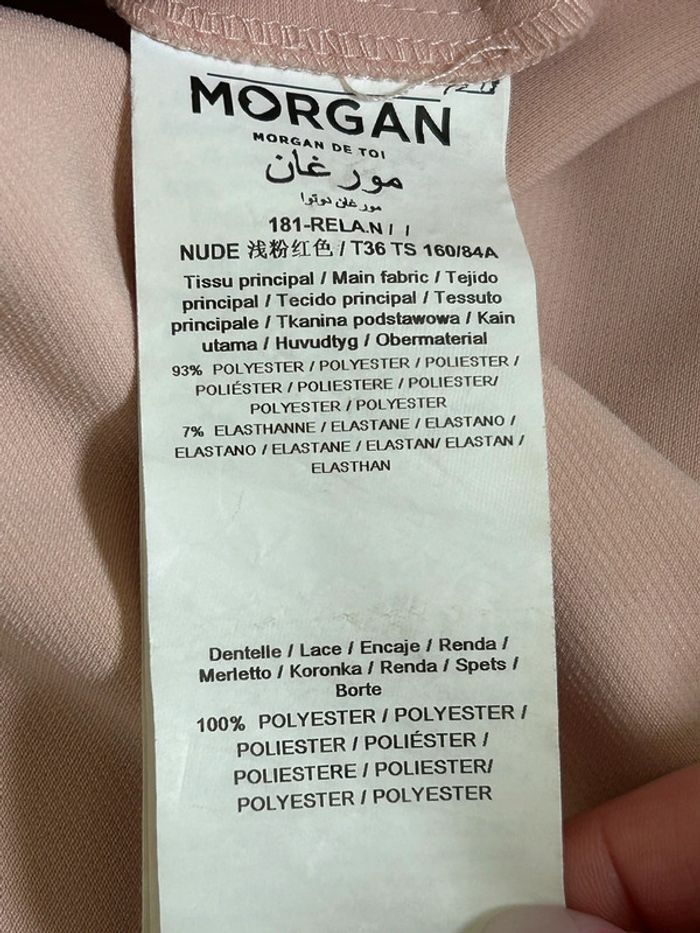 MORGAN
MORGAN DE TOI
مورغان
مورغان دوتوا
181-RELA.N / /
NUDE 浅粉红色 / T36 TS 160/84A
Tissu principal / Main fabric / Tejido
principal / Tecido principal / Tessuto
principale / Tkanina podstawowa / Kain
utama / Huvudtyg / Obermaterial
93% POLYESTER / POLYESTER / POLIESTER /
POLIÉSTER / POLIESTERE / POLIESTER/
POLYESTER / POLYESTER
7% ELASTHANNE / ELASTANE / ELASTANO /
ELASTANO / ELASTANE / ELASTAN/ ELASTAN /
ELASTHAN
Dentelle / Lace / Encaje / Renda /
Merletto / Koronka / Renda / Spets /
Borte
100% POLYESTER / POLYESTER /
POLIESTER / POLIÉSTER /
POLIESTERE / POLIESTER/
POLYESTER / POLYESTER